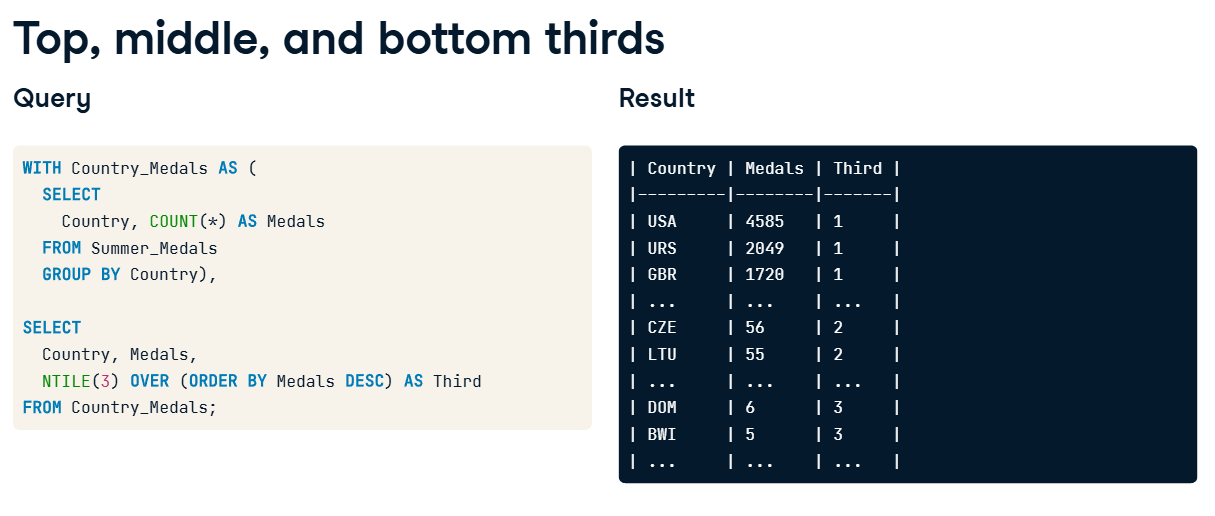 Top, middle, and bottom thirds
Query
WITH Country_Medals AS (
  SELECT
    Country, COUNT(*) AS Medals
  FROM Summer_Medals
  GROUP BY Country),

SELECT
  Country, Medals,
  NTILE(3) OVER (ORDER BY Medals DESC) AS Third
FROM Country_Medals;
Result
| Country | Medals | Third |
|---------|--------|-------|
| USA     | 4585   | 1     |
| URS     | 2049   | 1     |
| GBR     | 1720   | 1     |
| ...     | ...    | ...   |
| CZE     | 56     | 2     |
| LTU     | 55     | 2     |
| ...     | ...    | ...   |
| DOM     | 6      | 3     |
| BWI     | 5      | 3     |
| ...     | ...    | ...   |